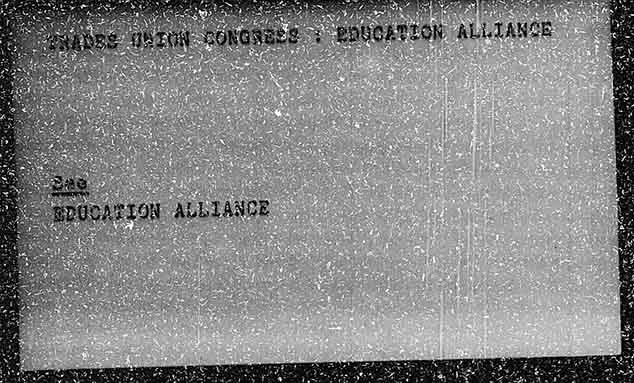 TRADES UNION CONGRESS : EDUCATION ALLIANCE
See
EDUCATION ALLIANCE